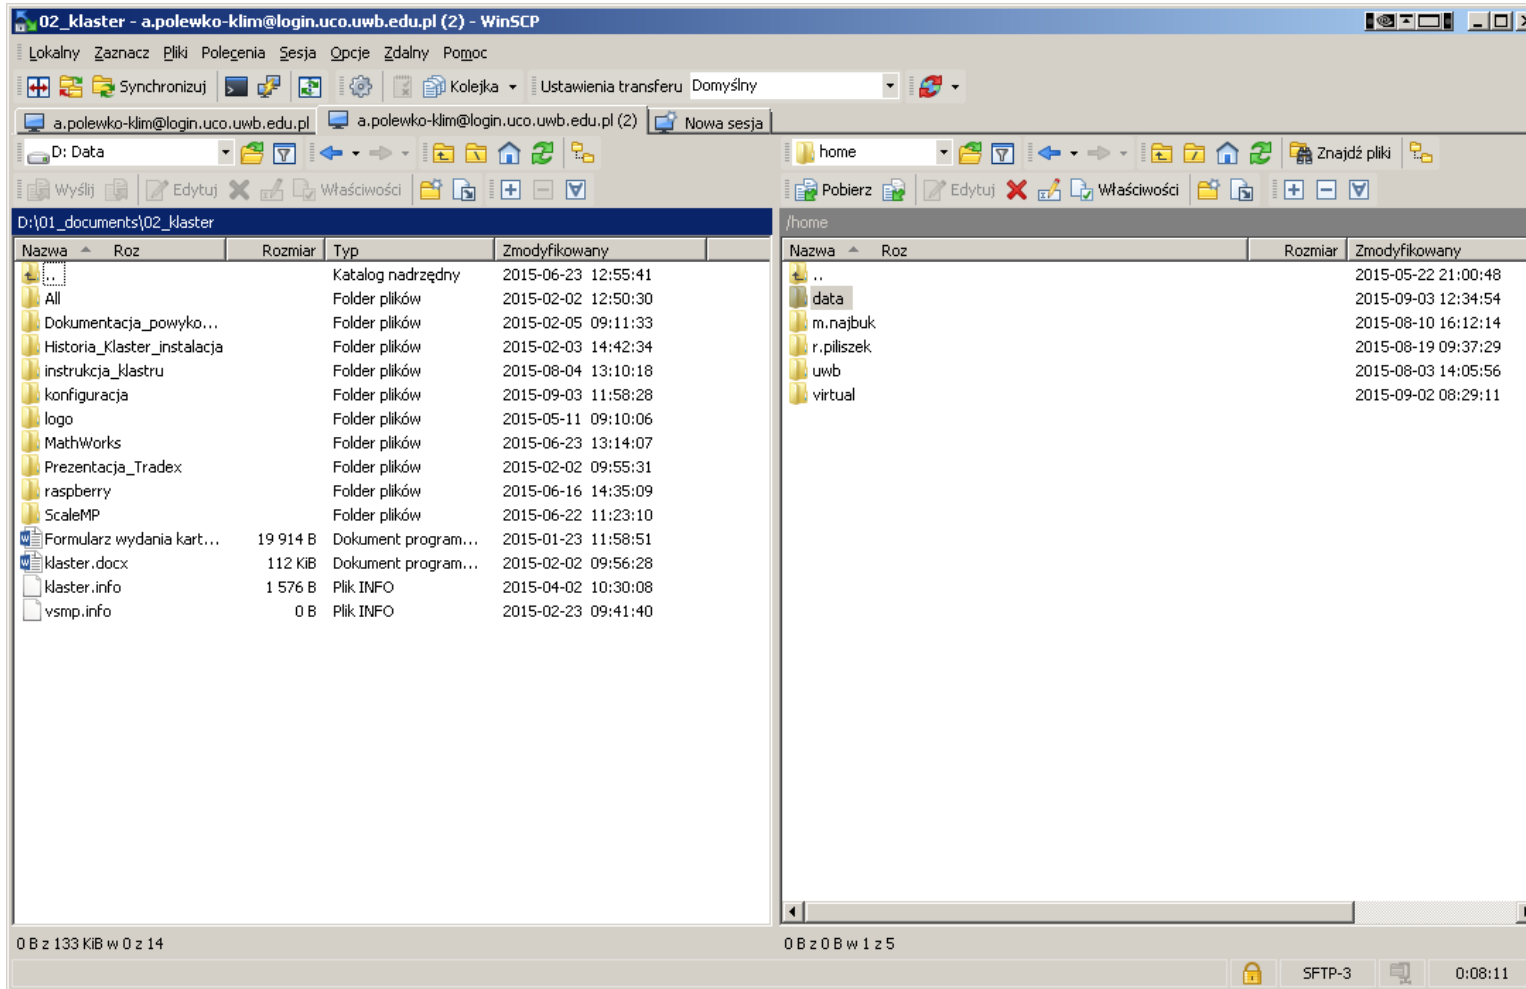 02_klaster - a.polewko-klim@login.uco.uwb.edu.pl (2) - WinSCP
Lokalny Zaznacz Pliki Polecenia Sesja Opcje Zdalny Pomoc
Synchronizuj Kolejka Ustawienia transferu Domyślny
a.polewko-klim@login.uco.uwb.edu.pl a.polewko-klim@login.uco.uwb.edu.pl (2) Nowa sesja
D: Data home Znajdź pliki
Wyślij Edytuj Właściwości Pobierz Edytuj Właściwości
D:\01_documents\02_klaster /home
Nazwa Roz Rozmiar Typ Zmodyfikowany Nazwa Roz Rozmiar Zmodyfikowany
.. Katalog nadrzędny 2015-06-23 12:55:41 .. 2015-05-22 21:00:48
All Folder plików 2015-02-02 12:50:30 data 2015-09-03 12:34:54
Dokumentacja_powyko... Folder plików 2015-02-05 09:11:33 m.najbuk 2015-08-10 16:12:14
Historia_Klaster_instalacja Folder plików 2015-02-03 14:42:34 r.piliszek 2015-08-19 09:37:29
instrukcja_klastru Folder plików 2015-08-04 13:10:18 uwb 2015-08-03 14:05:56
konfiguracja Folder plików 2015-09-03 11:58:28 virtual 2015-09-02 08:29:11
logo Folder plików 2015-05-11 09:10:06
MathWorks Folder plików 2015-06-23 13:14:07
Prezentacja_Tradex Folder plików 2015-02-02 09:55:31
raspberry Folder plików 2015-06-16 14:35:09
ScaleMP Folder plików 2015-06-22 11:23:10
Formularz wydania kart... 19 914 B Dokument program... 2015-01-23 11:58:51
klaster.docx 112 KiB Dokument program... 2015-02-02 09:56:28
klaster.info 1 576 B Plik INFO 2015-04-02 10:30:08
vsmp.info 0 B Plik INFO 2015-02-23 09:41:40
0 B z 133 KiB w 0 z 14 0 B z 0 B w 1 z 5
SFTP-3 0:08:11